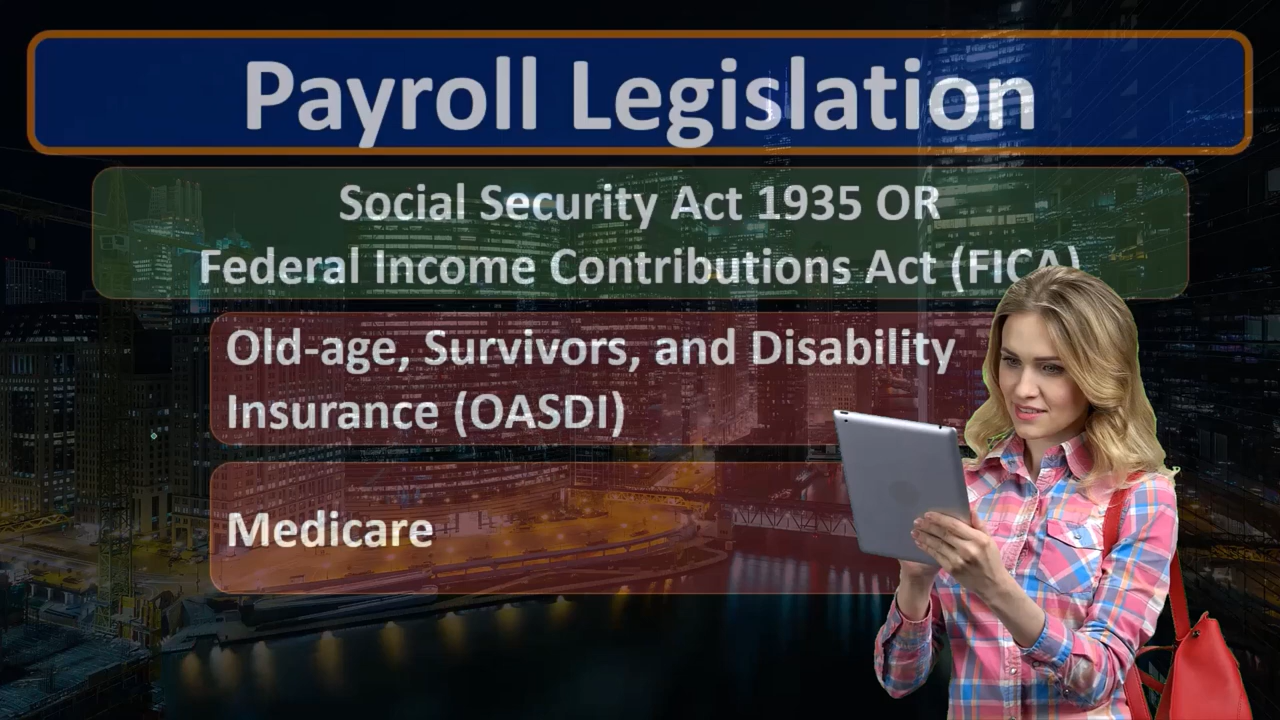 Payroll Legislation
Social Security Act 1935 OR
Federal Income Contributions Act (FICA)
Old-age, Survivors, and Disability
Insurance (OASDI)
Medicare